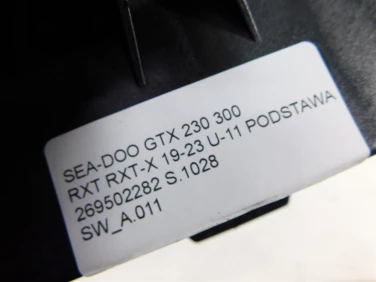 SEA-DOO GTX 230 300
RXT RXT-X 19-23 U-11 PODSTAWA
269502282 S.1028
SW_A.011